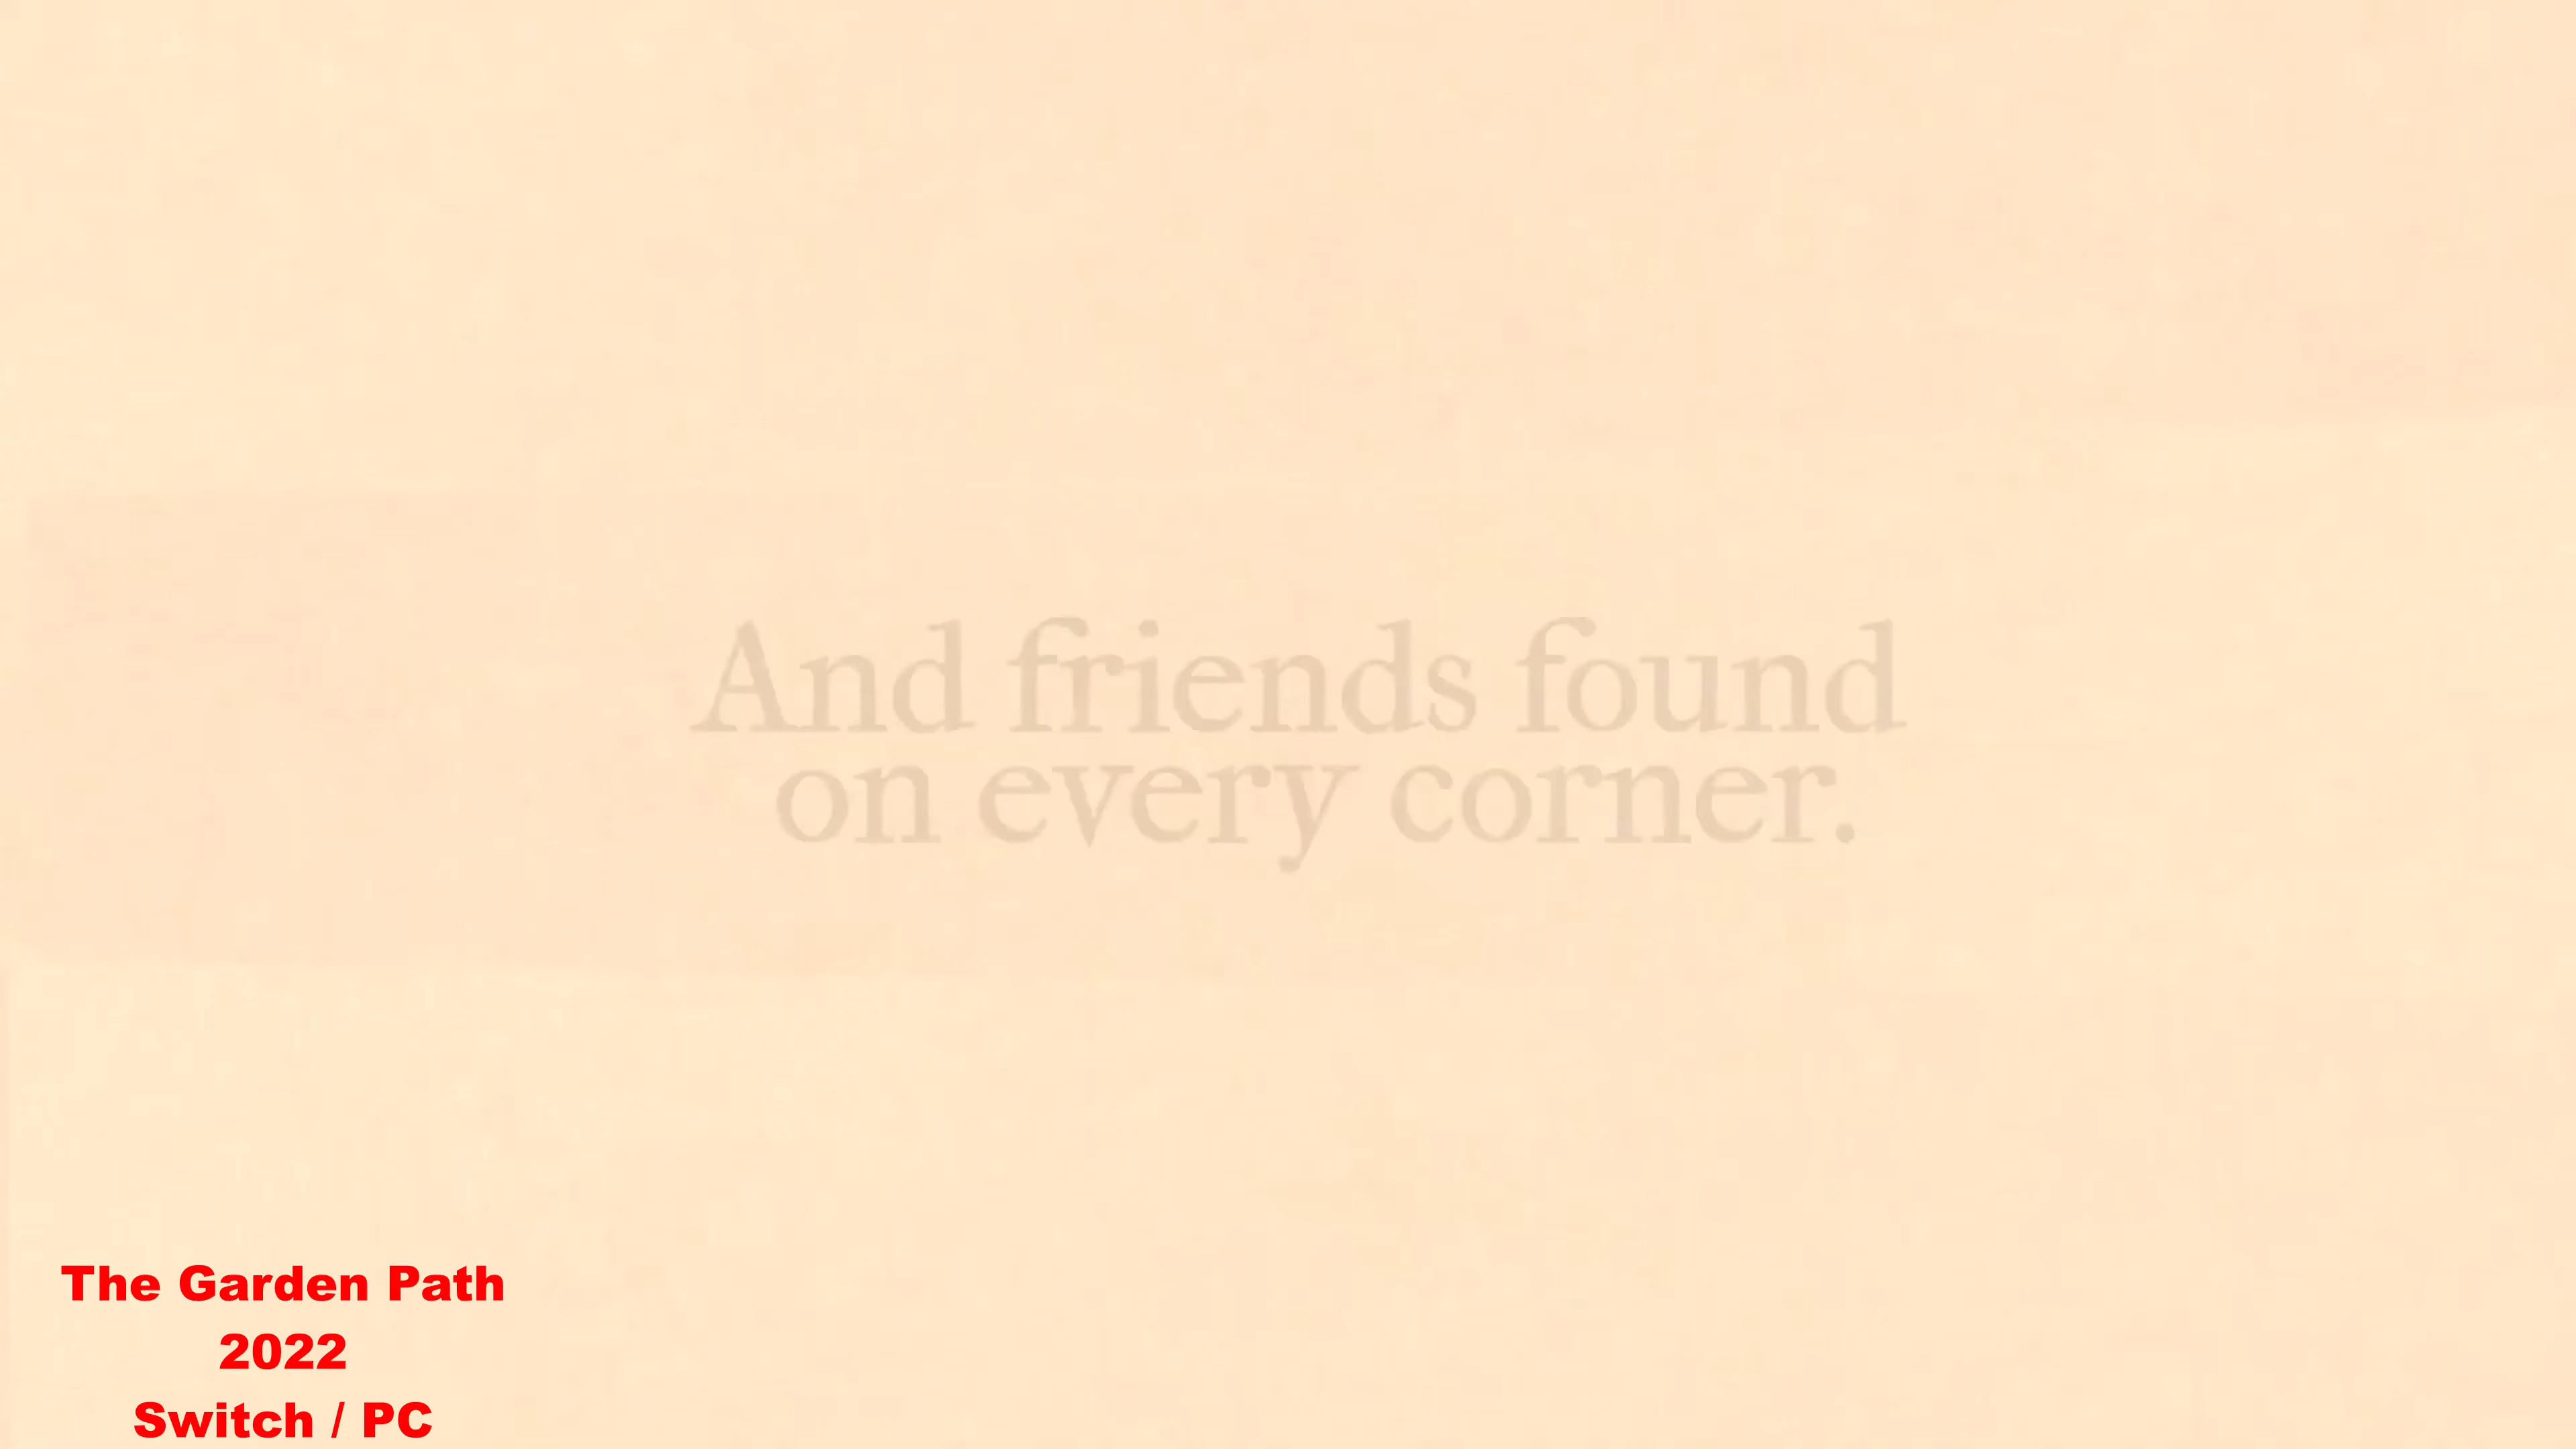 And friends found
on every corner.
The Garden Path
2022
Switch / PC